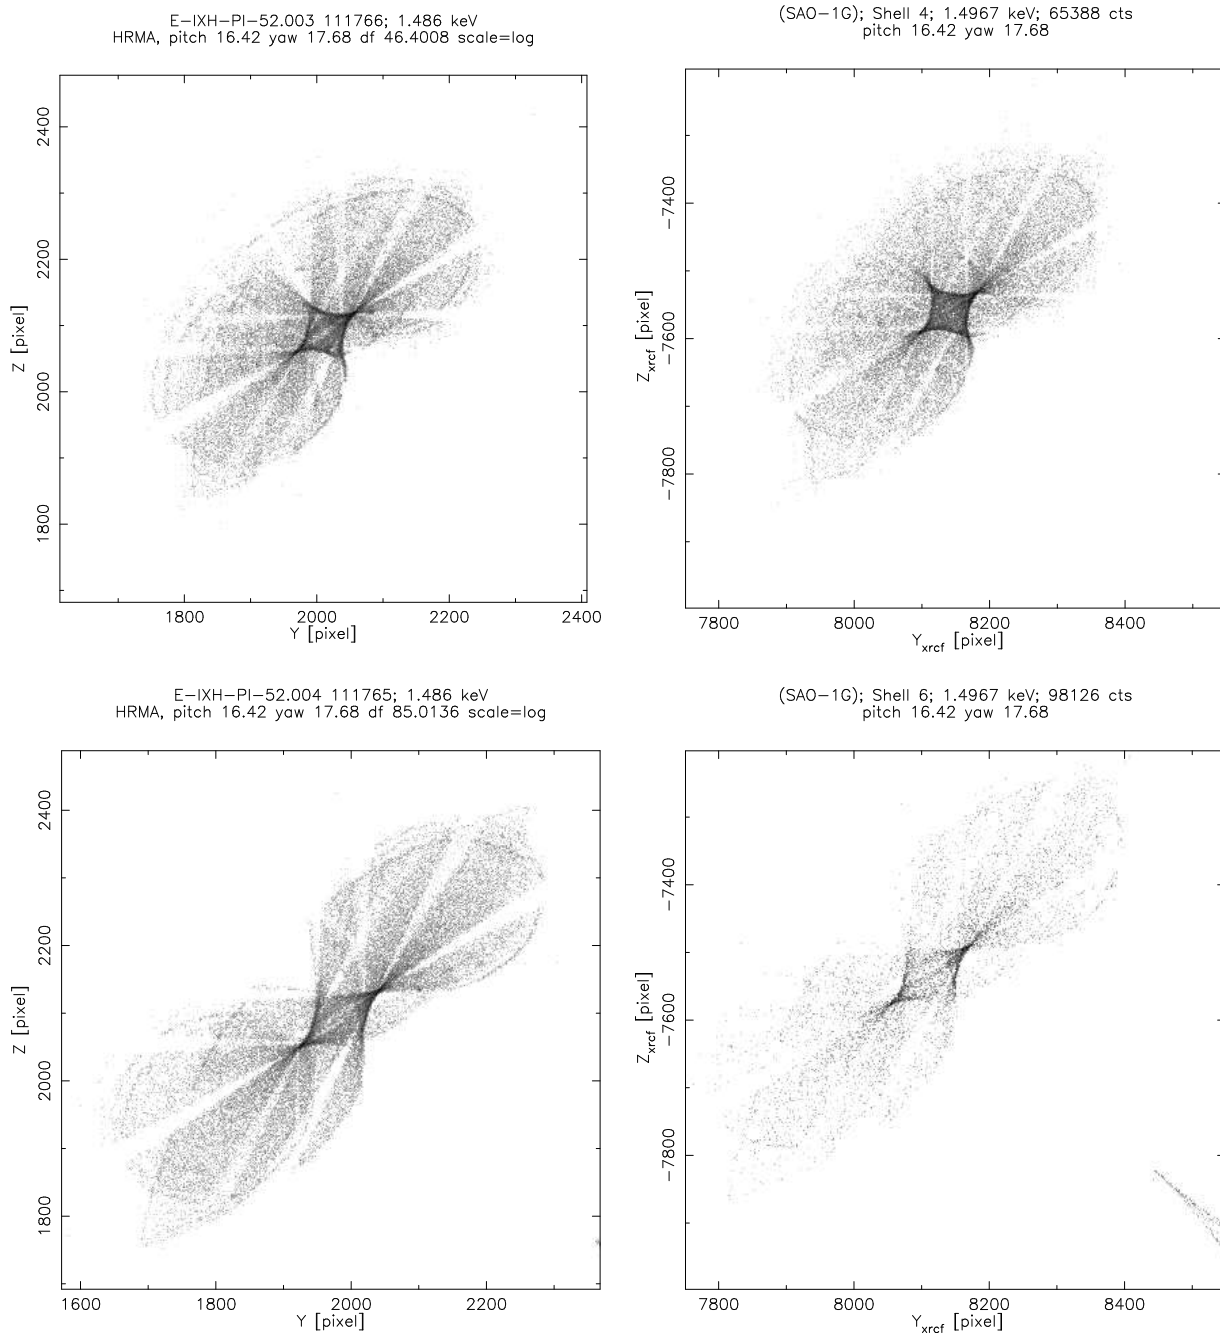 E-IXH-PI-52.003 111766; 1.486 keV
HRMA, pitch 16.42 yaw 17.68 df 46.4008 scale=log
2400
2200
2000
1800
Z [pixel]
1800 2000 2200 2400
Y [pixel]
(SAO-1G); Shell 4; 1.4967 keV; 65388 cts
pitch 16.42 yaw 17.68
-7400
-7600
-7800
Z_xrcf [pixel]
7800 8000 8200 8400
Y_xrcf [pixel]
E-IXH-PI-52.004 111765; 1.486 keV
HRMA, pitch 16.42 yaw 17.68 df 85.0136 scale=log
2400
2200
2000
1800
Z [pixel]
1600 1800 2000 2200
Y [pixel]
(SAO-1G); Shell 6; 1.4967 keV; 98126 cts
pitch 16.42 yaw 17.68
-7400
-7600
-7800
Z_xrcf [pixel]
7800 8000 8200 8400
Y_xrcf [pixel]